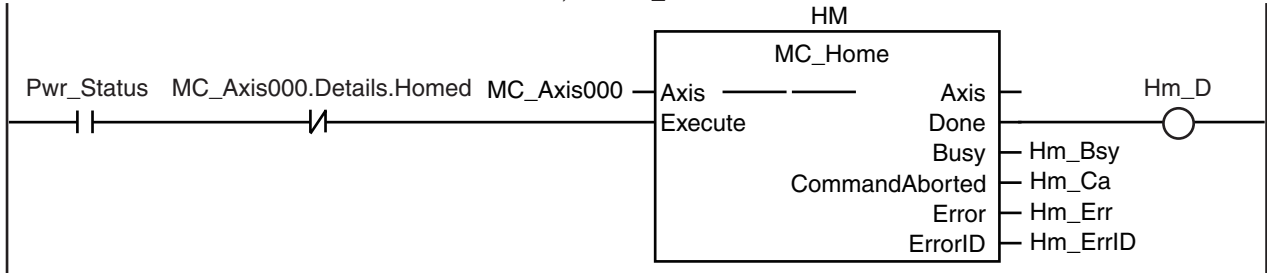 HM
MC_Home
Pwr_Status MC_Axis000.Details.Homed MC_Axis000 Axis Axis Hm_D
Execute Done
Busy Hm_Bsy
CommandAborted Hm_Ca
Error Hm_Err
ErrorID Hm_ErrID